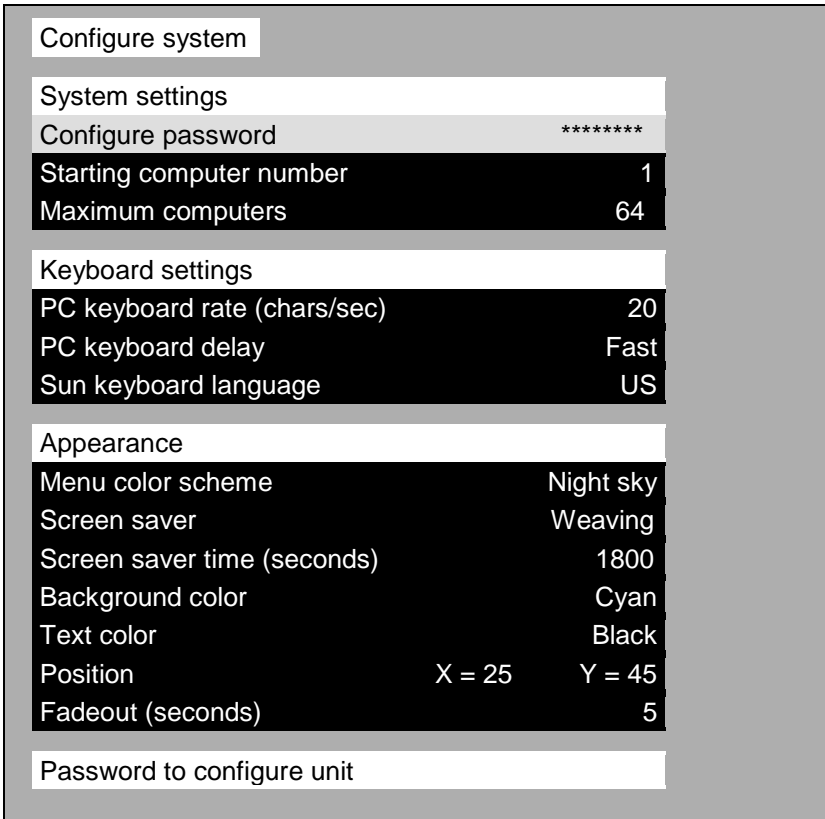 Configure system
System settings
Configure password ********
Starting computer number 1
Maximum computers 64
Keyboard settings
PC keyboard rate (chars/sec) 20
PC keyboard delay Fast
Sun keyboard language US
Appearance
Menu color scheme Night sky
Screen saver Weaving
Screen saver time (seconds) 1800
Background color Cyan
Text color Black
Position X = 25 Y = 45
Fadeout (seconds) 5
Password to configure unit